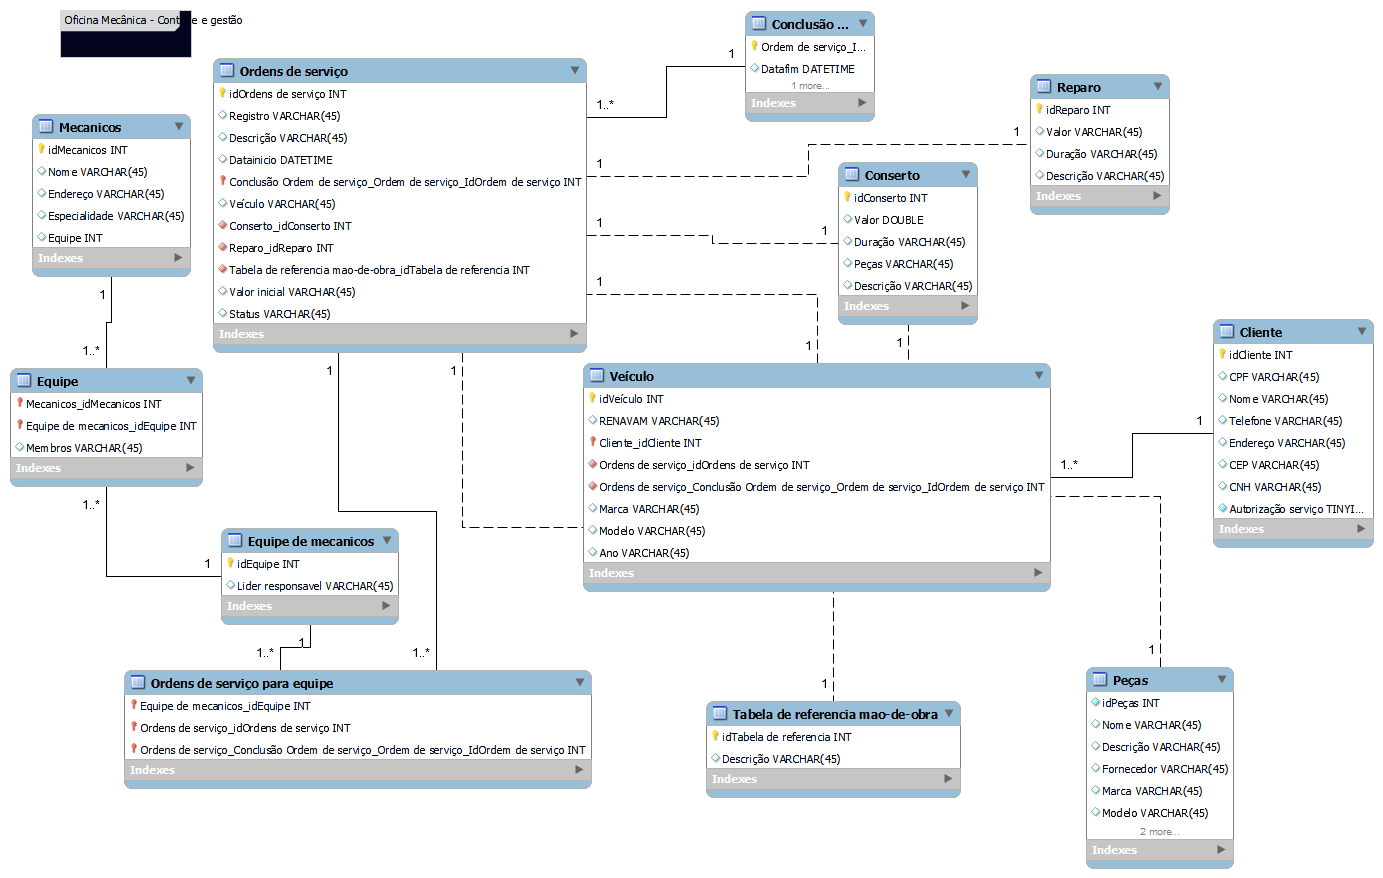 Oficina Mecânica - Cont e e gestão
Mecanicos
idMecanicos INT
Nome VARCHAR(45)
Endereço VARCHAR(45)
Especialidade VARCHAR(45)
Equipe INT
Indexes
1
1..*
Equipe
Mecanicos_idMecanicos INT
Equipe de mecanicos_idEquipe INT
Membros VARCHAR(45)
Indexes
1..*
1
Equipe de mecanicos
idEquipe INT
Lider responsavel VARCHAR(45)
Indexes
1
1..*
1..*
Ordens de serviço para equipe
Equipe de mecanicos_idEquipe INT
Ordens de serviço_idOrdens de serviço INT
Ordens de serviço_Conclusão Ordem de serviço_Ordem de serviço_IdOrdem de serviço INT
Indexes
Ordens de serviço
idOrdens de serviço INT
Registro VARCHAR(45)
Descrição VARCHAR(45)
Datainicio DATETIME
Conclusão Ordem de serviço_Ordem de serviço_IdOrdem de serviço INT
Veículo VARCHAR(45)
Conserto_idConserto INT
Reparo_idReparo INT
Tabela de referencia mao-de-obra_idTabela de referencia INT
Valor inicial VARCHAR(45)
Status VARCHAR(45)
Indexes
1
1
1..*
1
1
1
1
Conclusão ...
Ordem de serviço_I...
Datafim DATETIME
1 more...
Indexes
1
Reparo
idReparo INT
Valor VARCHAR(45)
Duração VARCHAR(45)
Descrição VARCHAR(45)
Indexes
1
Conserto
idConserto INT
Valor DOUBLE
Duração VARCHAR(45)
Peças VARCHAR(45)
Descrição VARCHAR(45)
Indexes
1
1
Veículo
idVeículo INT
RENAVAM VARCHAR(45)
Cliente_idCliente INT
Ordens de serviço_idOrdens de serviço INT
Ordens de serviço_Conclusão Ordem de serviço_Ordem de serviço_IdOrdem de serviço INT
Marca VARCHAR(45)
Modelo VARCHAR(45)
Ano VARCHAR(45)
Indexes
1..*
1
Cliente
idCliente INT
CPF VARCHAR(45)
Nome VARCHAR(45)
Telefone VARCHAR(45)
Endereço VARCHAR(45)
CEP VARCHAR(45)
CNH VARCHAR(45)
Autorização serviço TINYI...
Indexes
1
Tabela de referencia mao-de-obra
idTabela de referencia INT
Descrição VARCHAR(45)
Indexes
1
Peças
idPeças INT
Nome VARCHAR(45)
Descrição VARCHAR(45)
Fornecedor VARCHAR(45)
Marca VARCHAR(45)
Modelo VARCHAR(45)
2 more...
Indexes